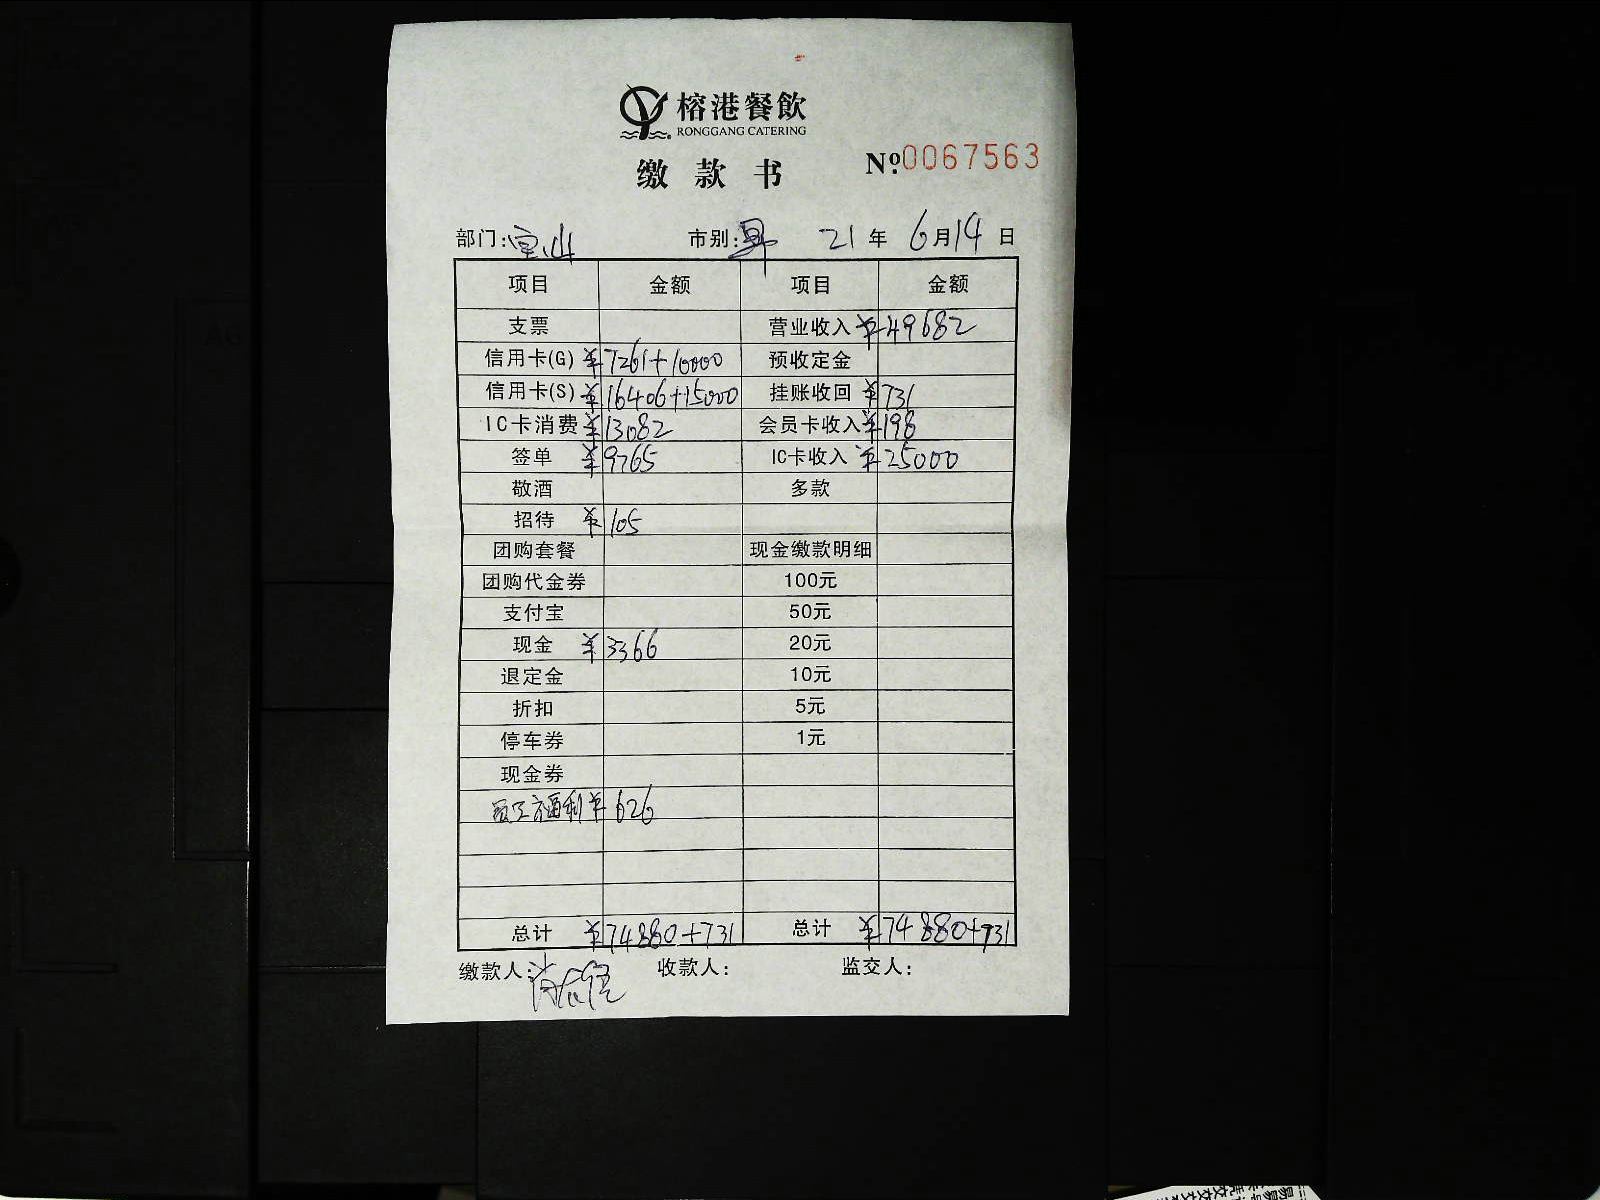 榕港餐飲
RONGGANG CATERING
缴款书 Nº:0067563
部门:宝山 市别: 21年 6月14日
项目 金额 项目 金额
支票 营业收入 ¥49682
信用卡(G) ¥7261+10000 预收定金
信用卡(S) ¥16406+15000 挂账收回 ¥731
IC卡消费 ¥13082 会员卡收入 ¥198
签单 ¥9765 IC卡收入 ¥25000
敬酒 多款
招待 ¥105
团购套餐 现金缴款明细
团购代金券 100元
支付宝 50元
现金 ¥3366 20元
退定金 10元
折扣 5元
停车券 1元
现金券
员工福利 ¥626
总计 ¥74880+731 总计 ¥74880+731
缴款人: 收款人: 监交人: